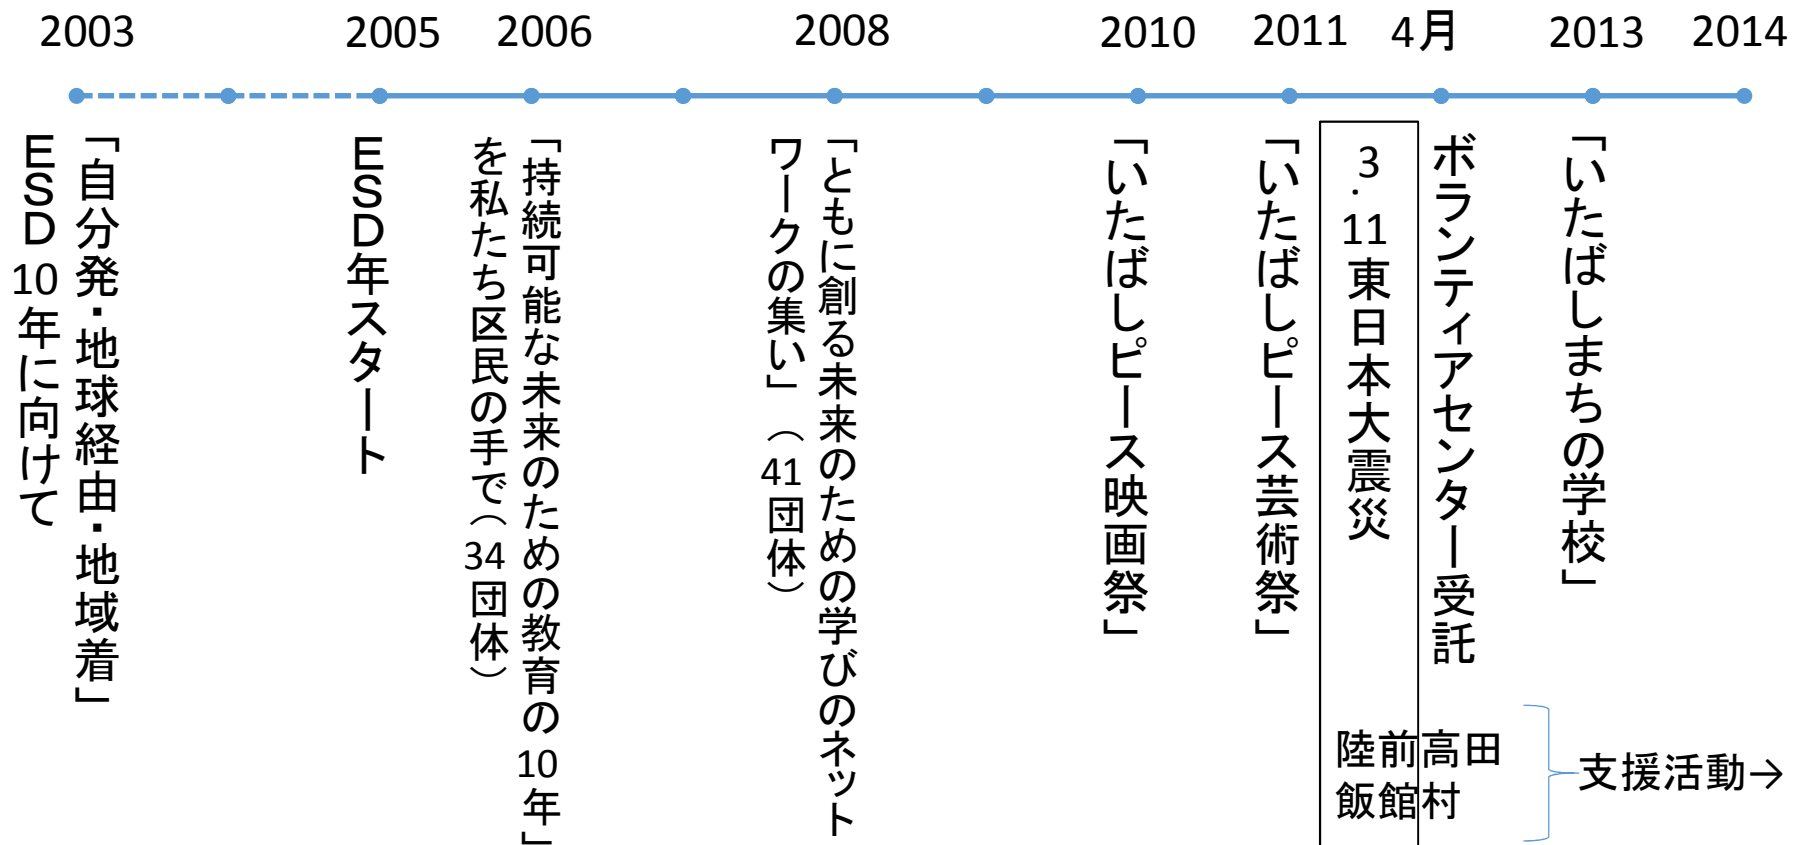 2003
2005
2006
2008
2010
2011
4月
2013
2014
「自分発・地球経由・地域着」
ESD10年に向けて
ESD年スタート
「持続可能な未来のための教育の10年」
を私たち区民の手で（34団体）
「ともに創る未来のための学びのネット
ワークの集い」（41団体）
「いたばしピース映画祭」
「いたばしピース芸術祭」
3.11東日本大震災
ボランティアセンター受託
「いたばしまちの学校」
陸前高田
飯館村
支援活動→